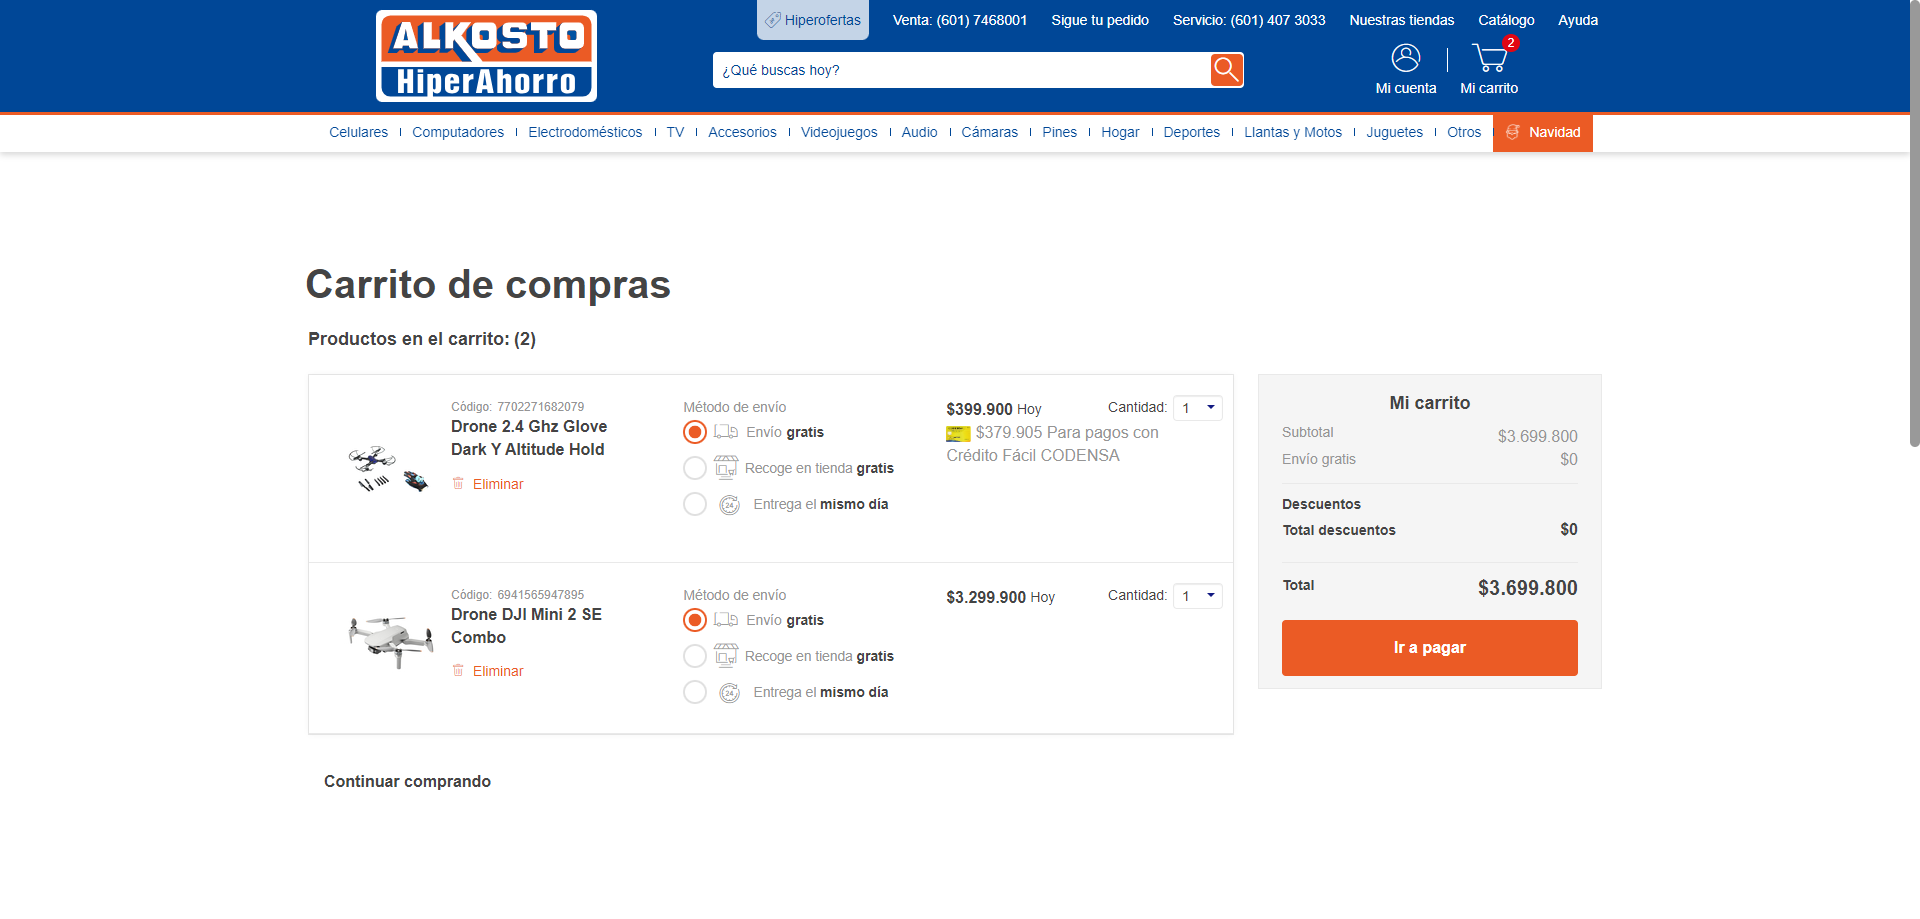 Hiperofertas
Venta: (601) 7468001
Sigue tu pedido
Servicio: (601) 407 3033
Nuestras tiendas
Catálogo
Ayuda
ALKOSTO
HiperAhorro
¿Qué buscas hoy?
Mi cuenta
2
Mi carrito
Celulares
Computadores
Electrodomésticos
TV
Accesorios
Videojuegos
Audio
Cámaras
Pines
Hogar
Deportes
Llantas y Motos
Juguetes
Otros
Navidad
Carrito de compras
Productos en el carrito: (2)
Código: 7702271682079
Drone 2.4 Ghz Glove
Dark Y Altitude Hold
Eliminar
Método de envío
Envío gratis
Recoge en tienda gratis
24
Entrega el mismo día
$399.900 Hoy
$379.905 Para pagos con
Crédito Fácil CODENSA
Cantidad: 1
Código: 6941565947895
Drone DJI Mini 2 SE
Combo
Eliminar
Método de envío
Envío gratis
Recoge en tienda gratis
24
Entrega el mismo día
$3.299.900 Hoy
Cantidad: 1
Mi carrito
Subtotal $3.699.800
Envío gratis $0
Descuentos
Total descuentos $0
Total $3.699.800
Ir a pagar
Continuar comprando